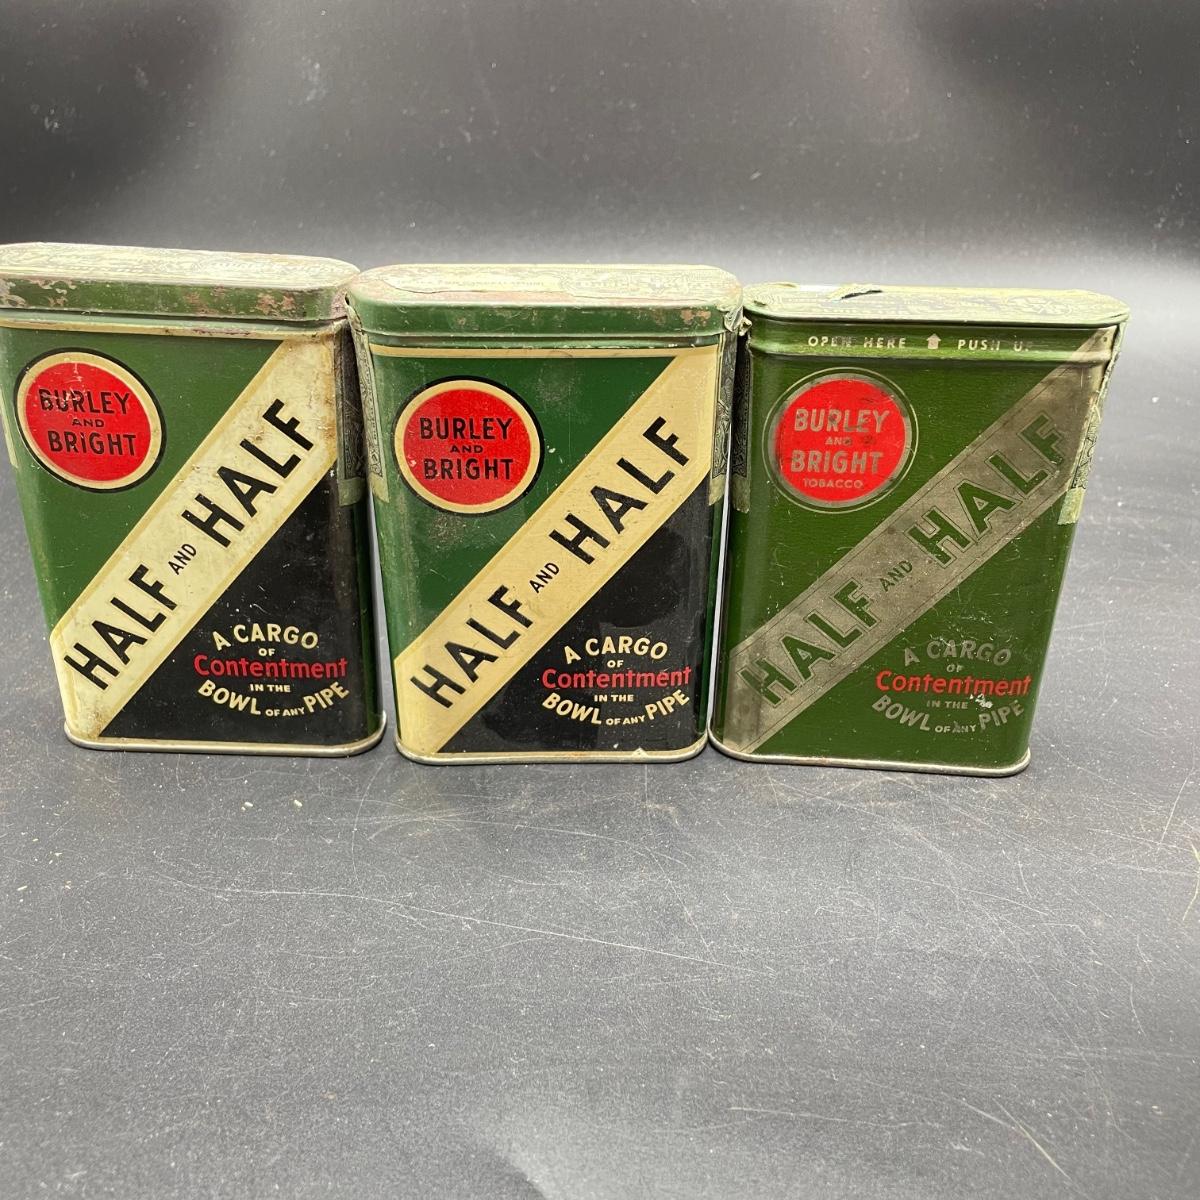 BURLEY
AND
BRIGHT
HALF AND HALF
A CARGO
OF
Contentment
IN THE
BOWL OF ANY PIPE
BURLEY
AND
BRIGHT
HALF AND HALF
A CARGO
OF
Contentment
IN THE
BOWL OF ANY PIPE
OPEN HERE PUSH UP
BURLEY
AND
BRIGHT
TOBACCO
HALF AND HALF
A CARGO
OF
Contentment
IN THE
BOWL OF ANY PIPE